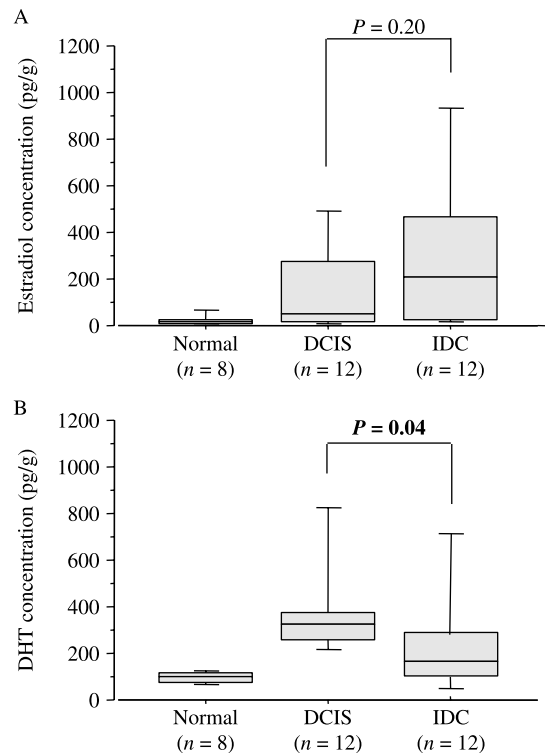 A
P = 0.20
Estradiol concentration (pg/g)
1200
1000
800
600
400
200
0
Normal DCIS IDC
(n = 8) (n = 12) (n = 12)
B
P = 0.04
DHT concentration (pg/g)
1200
1000
800
600
400
200
0
Normal DCIS IDC
(n = 8) (n = 12) (n = 12)